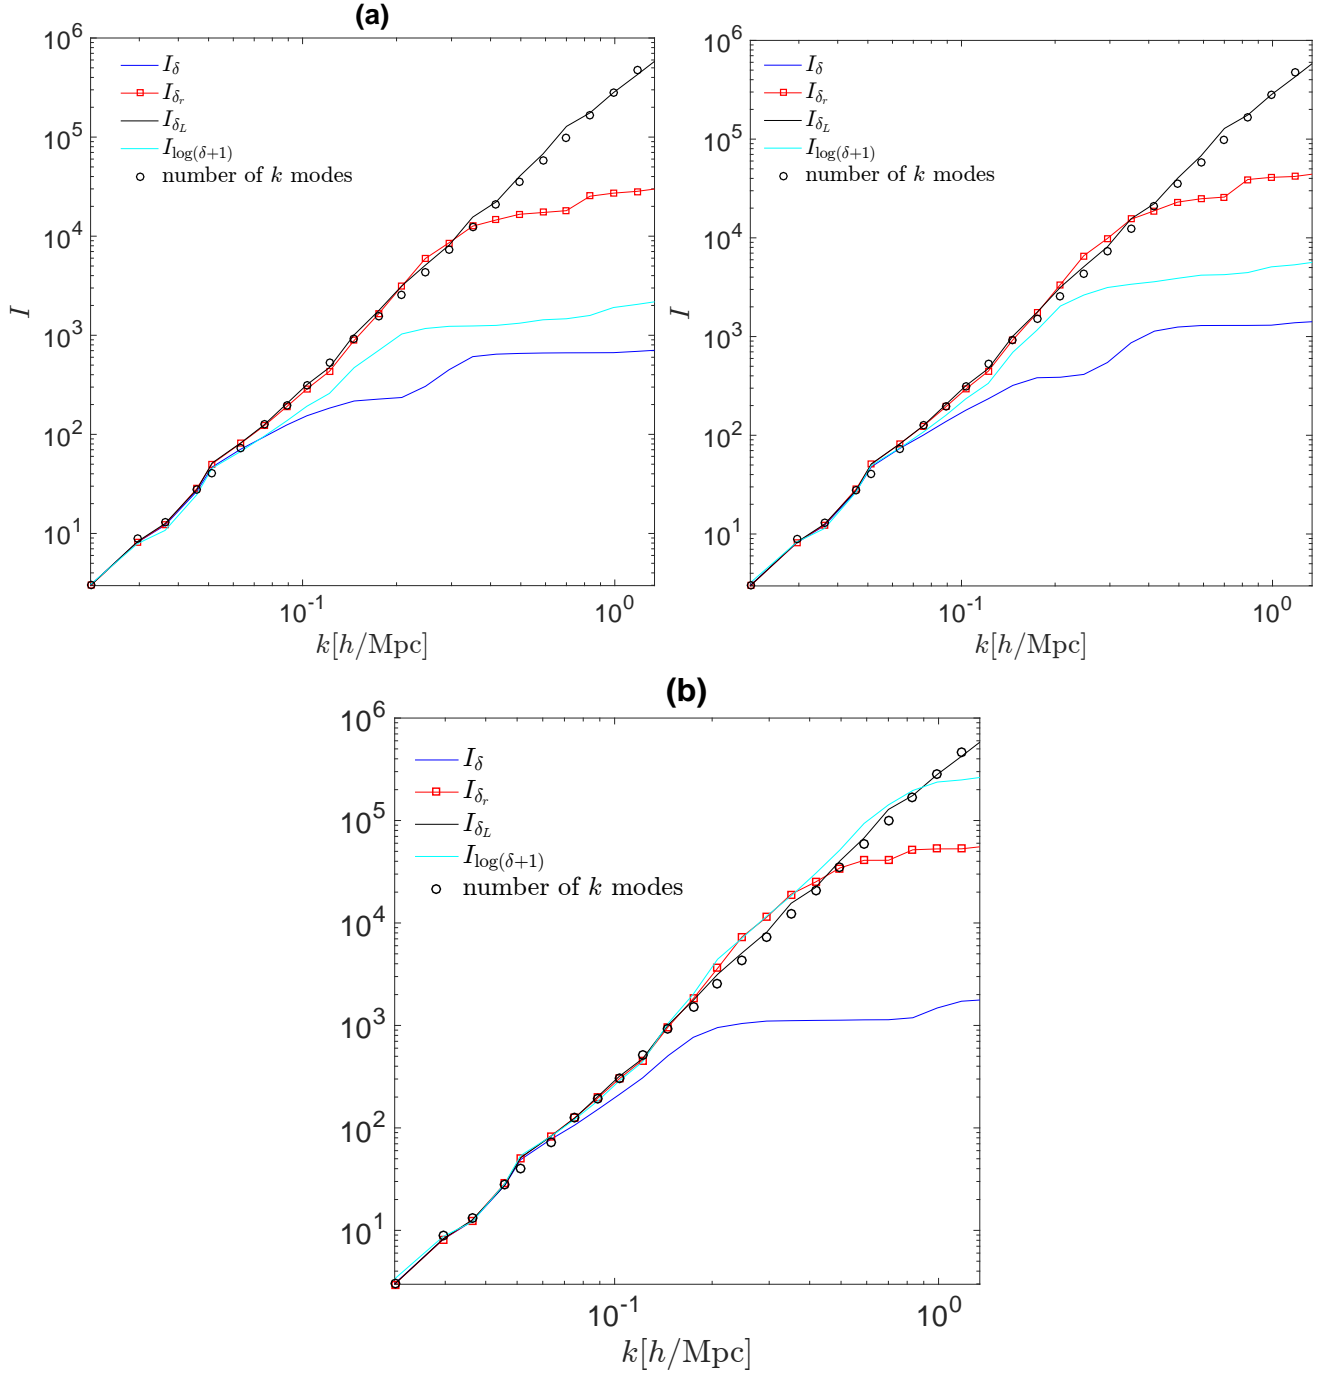 (a)
10^6
10^5
10^4
10^3
10^2
10^1
I
I_δ
I_{δ_r}
I_{δ_L}
I_{log(δ+1)}
number of k modes
10^{-1}
10^0
k[h/Mpc]
10^6
10^5
10^4
10^3
10^2
10^1
I
I_δ
I_{δ_r}
I_{δ_L}
I_{log(δ+1)}
number of k modes
10^{-1}
10^0
k[h/Mpc]
(b)
10^6
10^5
10^4
10^3
10^2
10^1
I_δ
I_{δ_r}
I_{δ_L}
I_{log(δ+1)}
number of k modes
10^{-1}
10^0
k[h/Mpc]